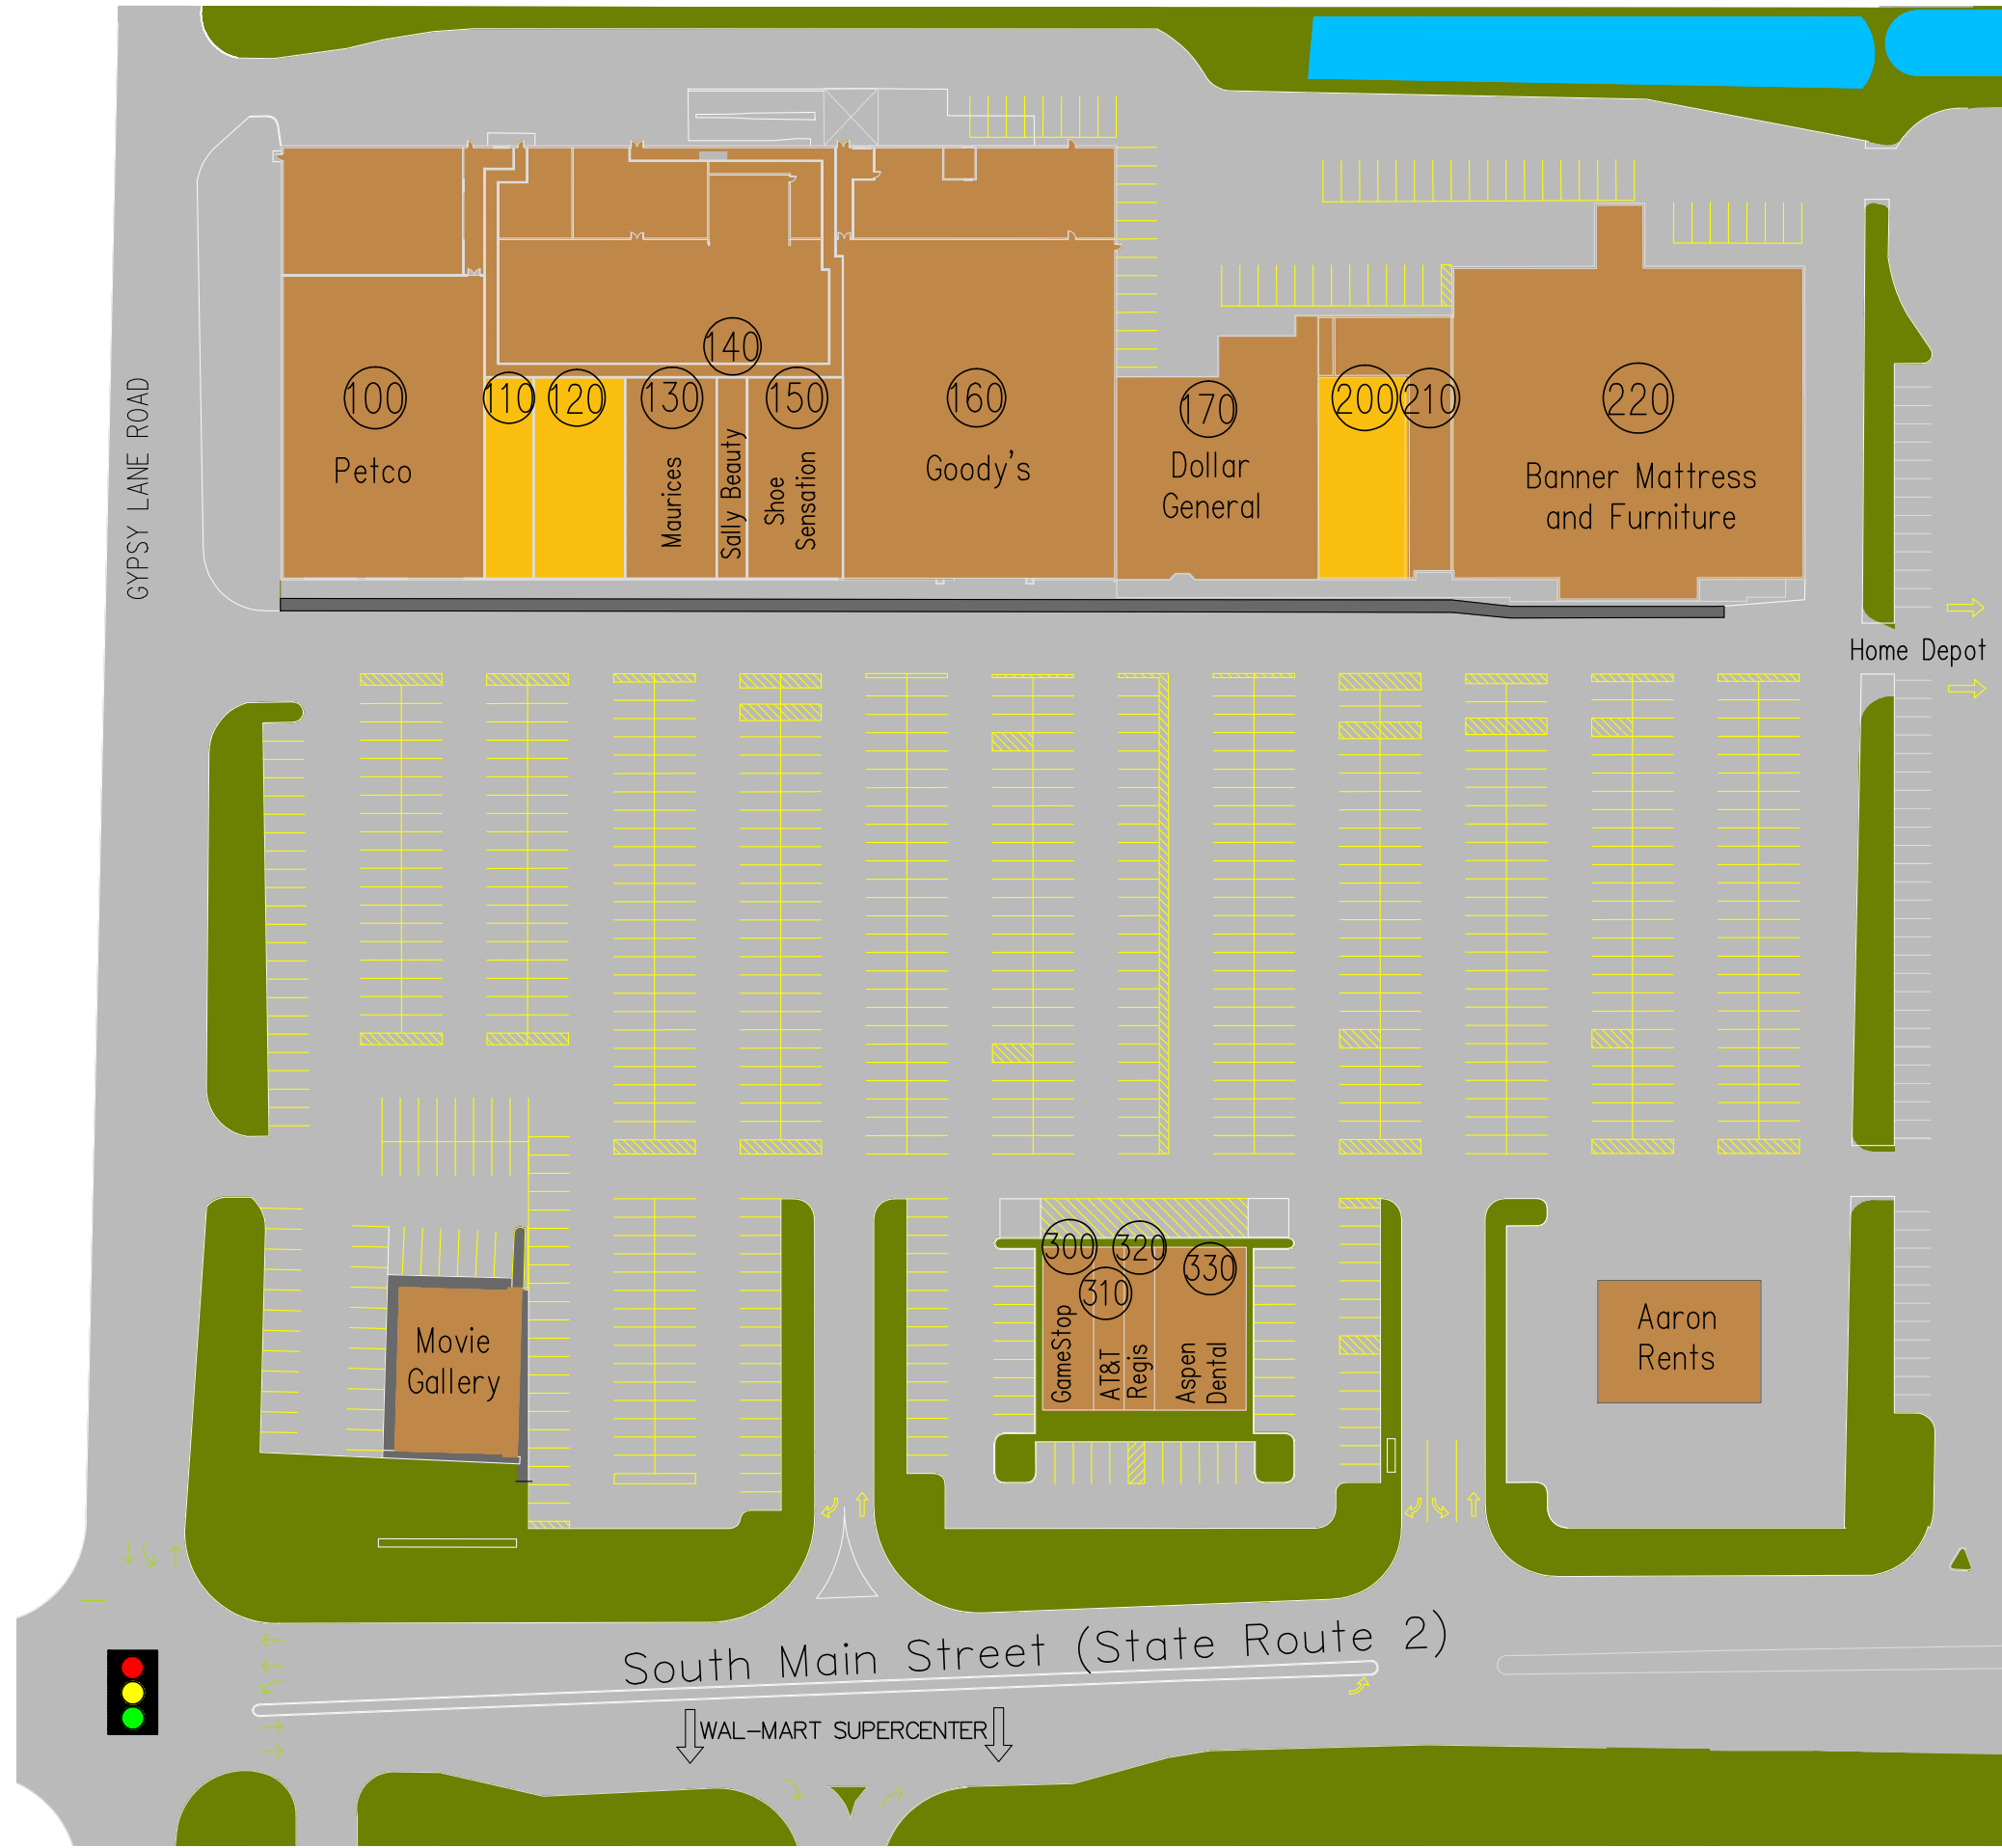 140
100
110
120
130
150
160
170
200
210
220
GYPSY LANE ROAD
Petco
Maurices
Sally Beauty
Shoe
Sensation
Goody's
Dollar
General
Banner Mattress
and Furniture
Home Depot
300
320
330
310
Movie
Gallery
GameStop
AT&T
Regis
Aspen
Dental
Aaron
Rents
South Main Street (State Route 2)
WAL-MART SUPERCENTER